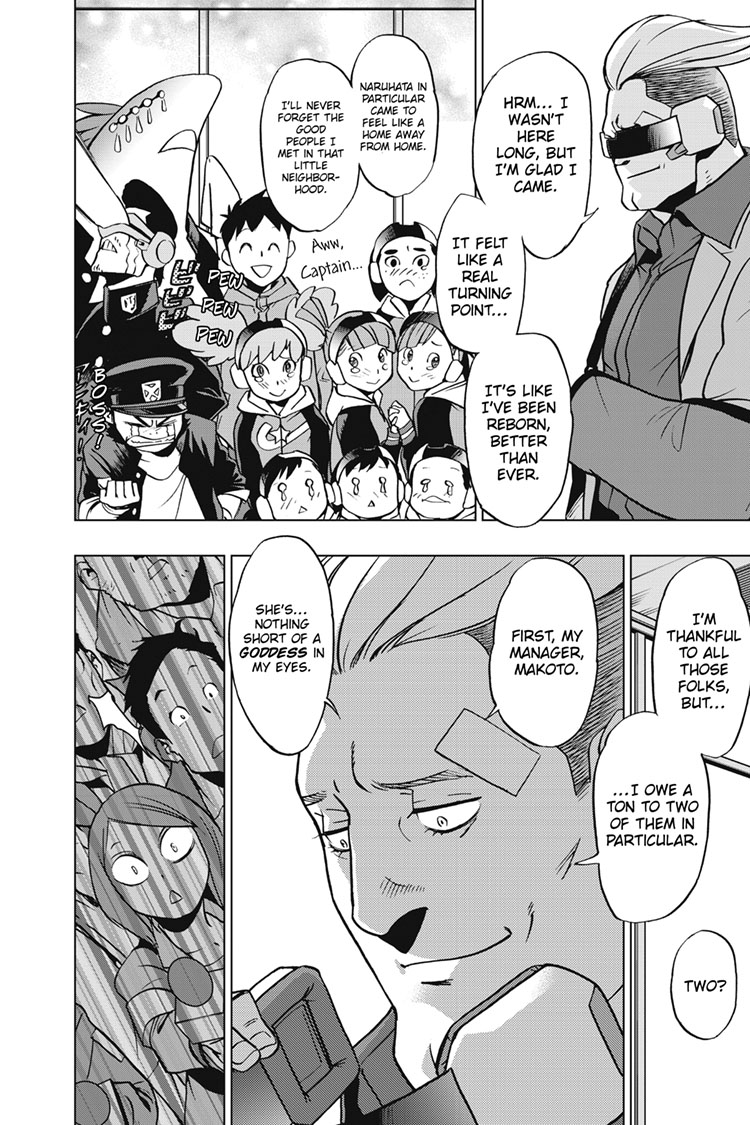 HRM... I
WASN'T
HERE
LONG, BUT
I'M GLAD I
CAME.
IT FELT
LIKE A
REAL
TURNING
POINT...
IT'S LIKE
I'VE BEEN
REBORN,
BETTER
THAN
EVER.
NARUHATA IN
PARTICULAR
CAME TO
FEEL LIKE A
HOME AWAY
FROM HOME.
I'LL NEVER
FORGET THE
GOOD
PEOPLE I
MET IN THAT
LITTLE
NEIGHBOR-
HOOD.
Aww,
Captain...
ピピピ
PEW
PEW
PEW
BOSS!
I'M
THANKFUL
TO ALL
THOSE
FOLKS,
BUT...
...I OWE A
TON TO TWO
OF THEM IN
PARTICULAR.
TWO?
FIRST, MY
MANAGER,
MAKOTO.
SHE'S...
NOTHING
SHORT OF A
GODDESS IN
MY EYES.